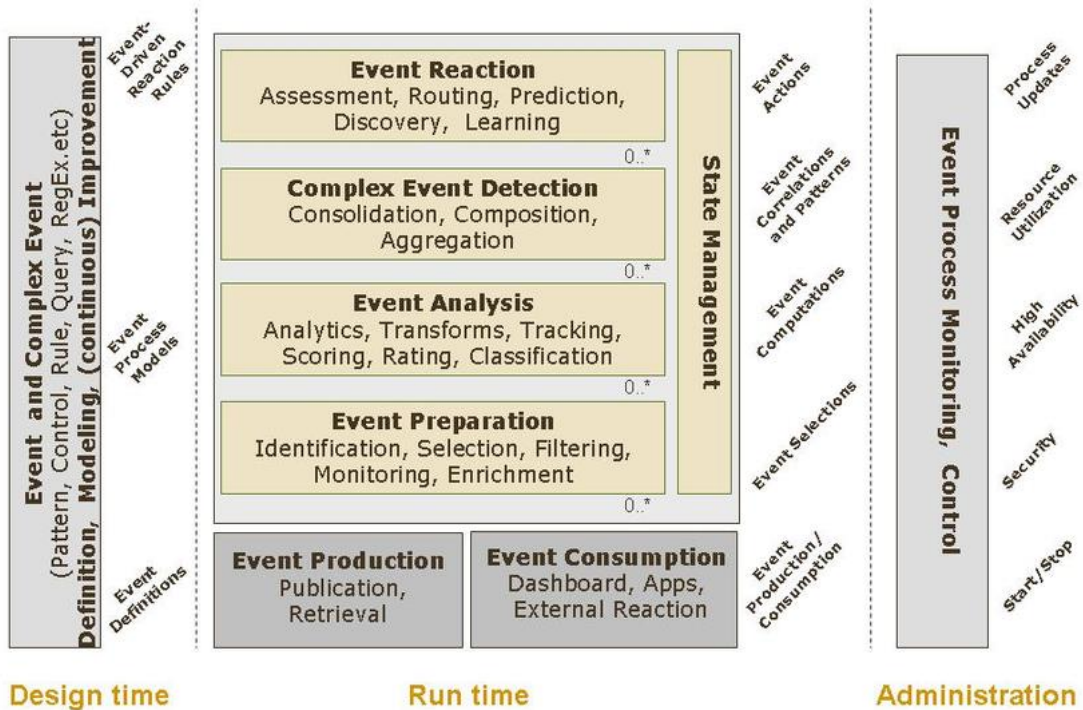 Event and Complex Event
(Pattern, Control, Rule, Query, RegEx.etc)
Definition, Modeling, (continuous) Improvement
Event-
Driven
Reaction
Rules
Event
Process
Models
Event
Definitions
Event Reaction
Assessment, Routing, Prediction,
Discovery, Learning
0..*
Complex Event Detection
Consolidation, Composition,
Aggregation
0..*
Event Analysis
Analytics, Transforms, Tracking,
Scoring, Rating, Classification
0..*
Event Preparation
Identification, Selection, Filtering,
Monitoring, Enrichment
0..*
State Management
Event Production
Publication,
Retrieval
Event Consumption
Dashboard, Apps,
External Reaction
Event
Actions
Event
Correlations
and Patterns
Event
Computations
Event Selections
Event
Production/
Consumption
Event Process Monitoring, Control
Process
Updates
Resource
Utilization
High
Availability
Security
Start/Stop
Design time
Run time
Administration